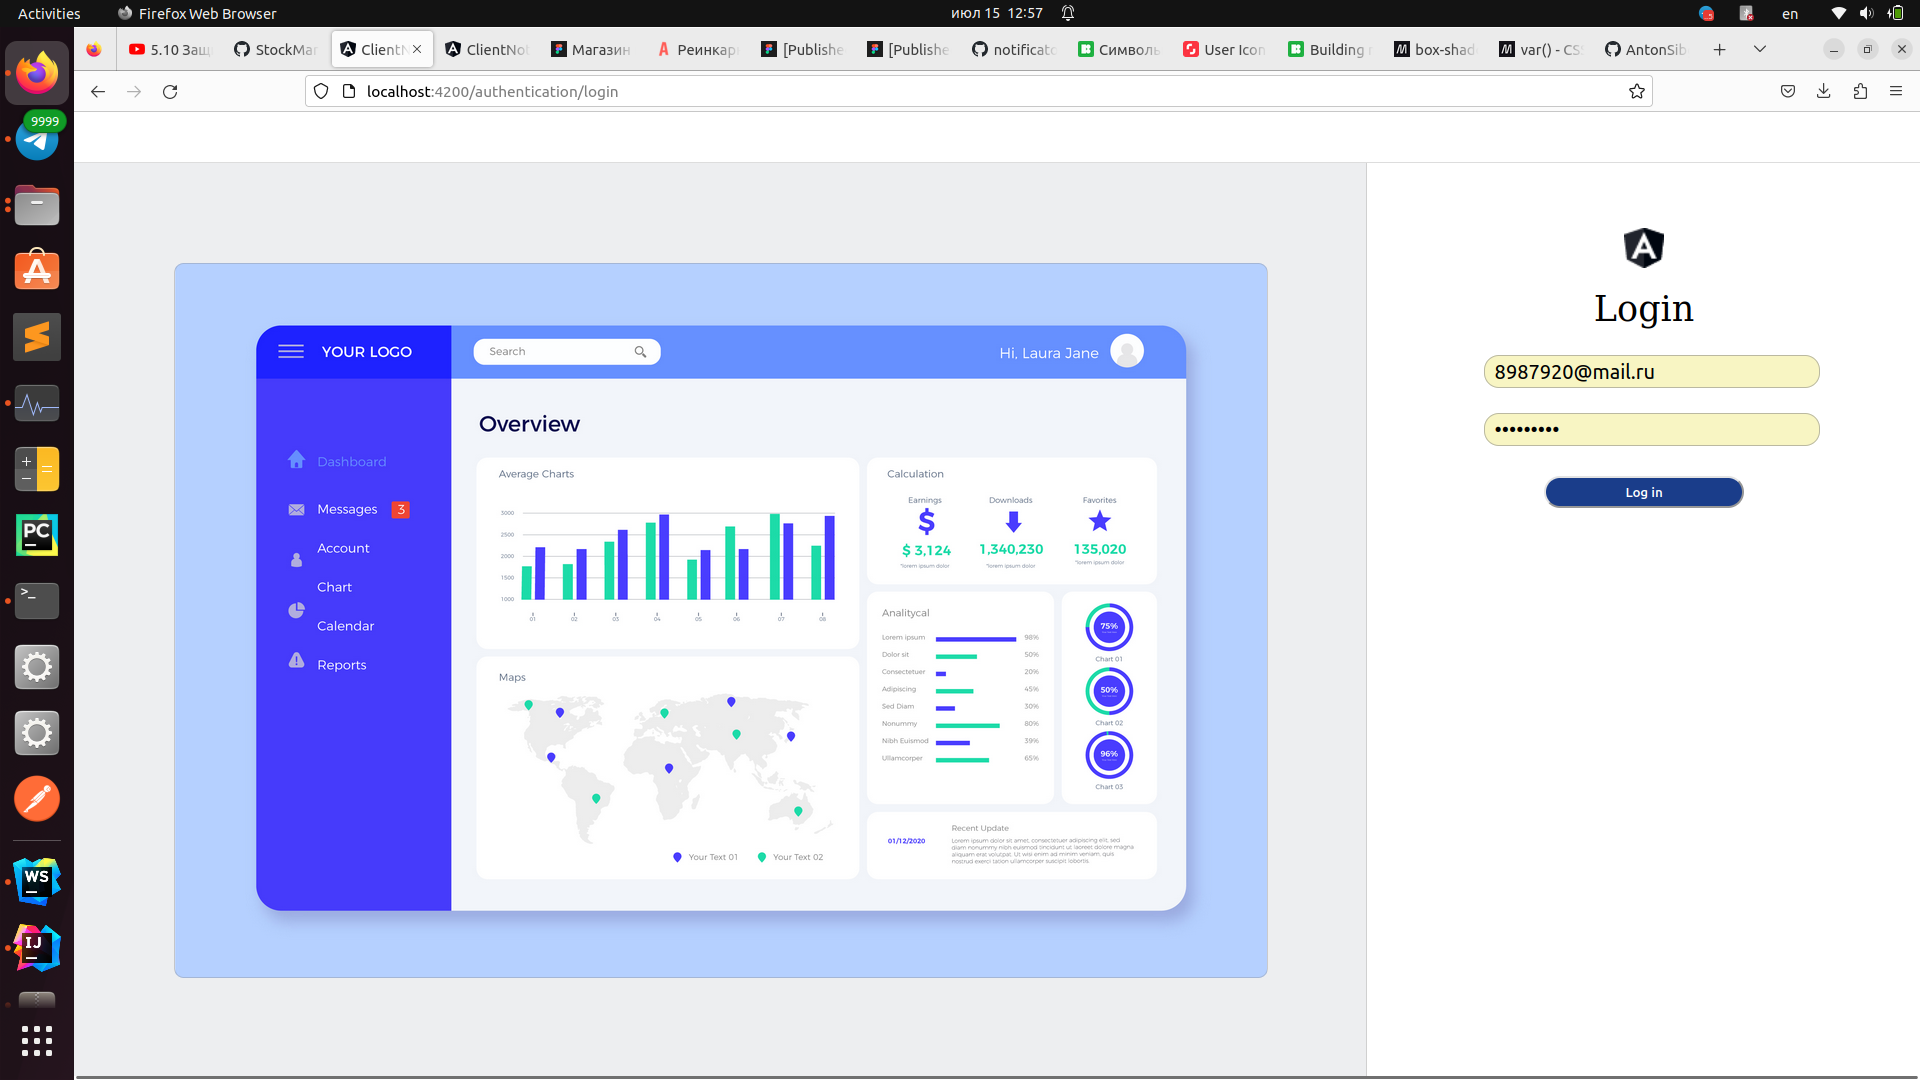 Activities
Firefox Web Browser
июл 15 12:57
en
5.10 Защ
StockMar
ClientN
ClientNot
Магазин
Реинкар
[Publishe
[Publishe
notificato
Символь
User Icon
Building
box-shad
var() - CSS
AntonSib
localhost:4200/authentication/login
9999
YOUR LOGO
Search
Hi, Laura Jane
Overview
Dashboard
Messages 3
Account
Chart
Calendar
Reports
Average Charts
3000
2500
2000
1500
1000
01 02 03 04 05 06 07 08
Calculation
Earnings Downloads Favorites
$
$ 3,124 1,340,230 135,020
*lorem ipsum dolor *lorem ipsum dolor *lorem ipsum dolor
Analitycal
Lorem ipsum 98%
Dolor sit 50%
Consectetuer 20%
Adipiscing 45%
Sed Diam 30%
Nonummy 80%
Nibh Euismod 39%
Ullamcorper 65%
75%
Chart 01
50%
Chart 02
96%
Chart 03
Maps
Your Text 01 Your Text 02
01/12/2020
Recent Update
Lorem ipsum dolor sit amet, consectetuer adipiscing elit, sed
diam nonummy nibh euismod tincidunt ut laoreet dolore magna
aliquam erat volutpat. Ut wisi enim ad minim veniam, quis
nostrud exerci tation ullamcorper suscipit lobortis.
Login
8987920@mail.ru
•••••••••
Log in
PC
>_
WS
IJ